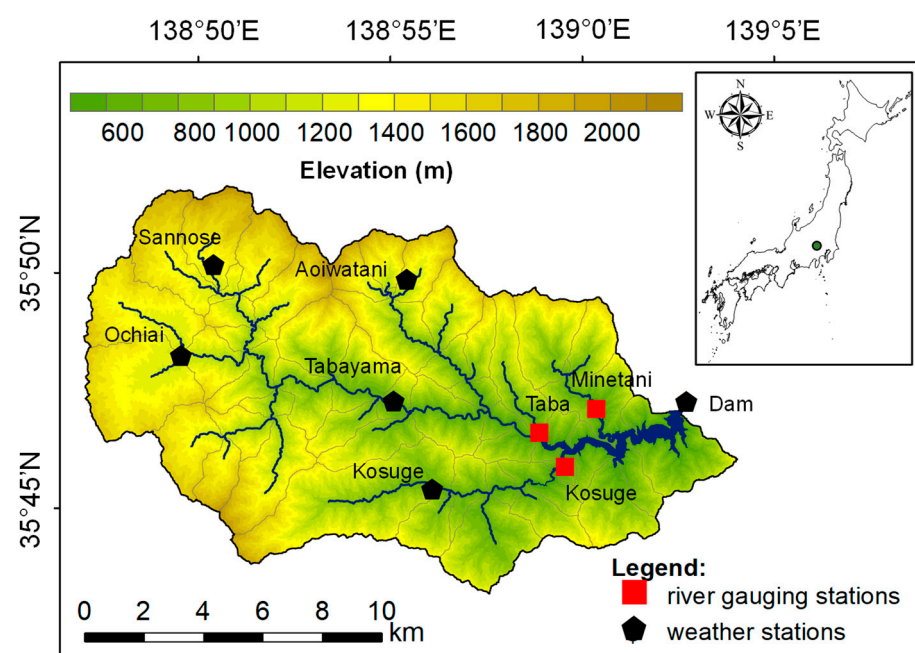 138°50'E 138°55'E 139°0'E 139°5'E
600 800 1000 1200 1400 1600 1800 2000
Elevation (m)
N
W E
S
35°50'N
35°45'N
Sannose
Aoiwatani
Ochiai
Tabayama
Minetani
Taba
Dam
Kosuge
Kosuge
Legend:
river gauging stations
weather stations
0 2 4 6 8 10
km